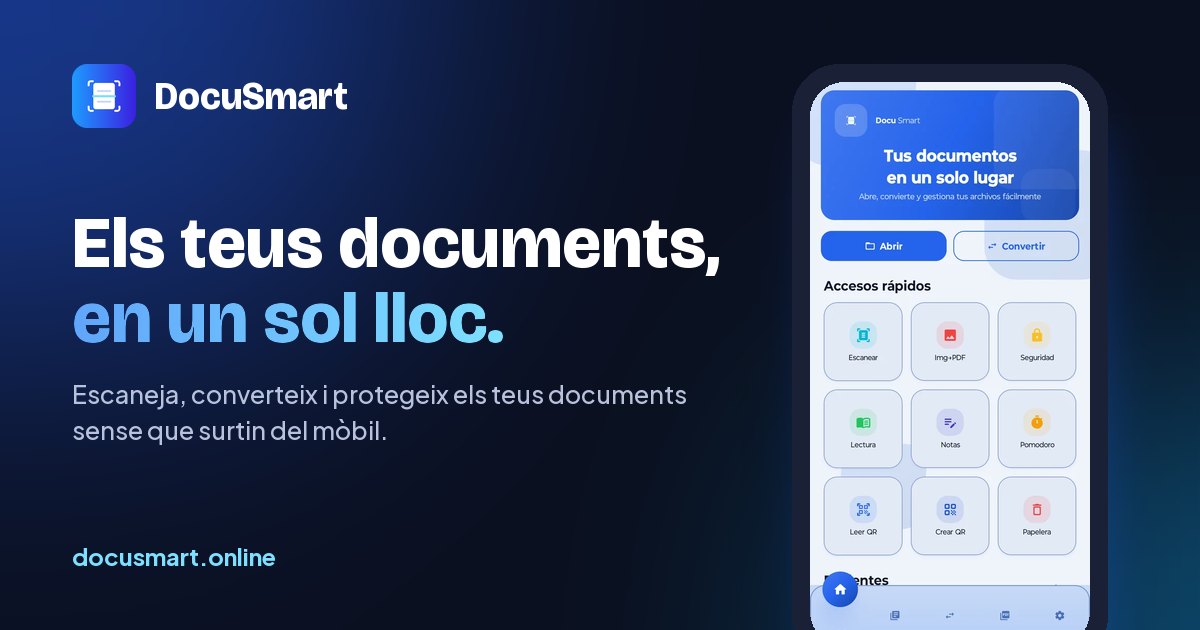 DocuSmart
Els teus documents,
en un sol lloc.
Escaneja, converteix i protegeix els teus documents
sense que surtin del mòbil.
docusmart.online
Docu Smart
Tus documentos
en un solo lugar
Abre, convierte y gestiona tus archivos fácilmente
Abrir
Convertir
Accesos rápidos
Escanear
Img→PDF
Seguridad
Lectura
Notas
Pomodoro
Leer QR
Crear QR
Papelera